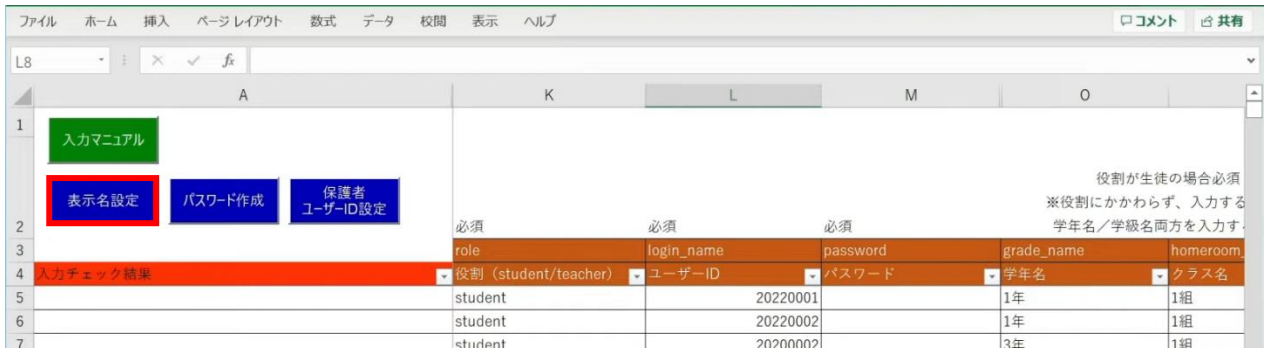 ファイル ホーム 挿入 ページ レイアウト 数式 データ 校閲 表示 ヘルプ コメント 共有
L8 fx
A K L M O
1
入力マニュアル
表示名設定 パスワード作成 保護者
ユーザーID設定
役割が生徒の場合必須
※役割にかかわらず、入力する
2 必須 必須 必須 学年名/学級名両方を入力す
3 role login_name password grade_name homeroom_
4 入力チェック結果 役割（student/teacher） ユーザーID パスワード 学年名 クラス名
5 student 20220001 1年 1組
6 student 20220002 1年 1組
7 student 20200002 3年 1組